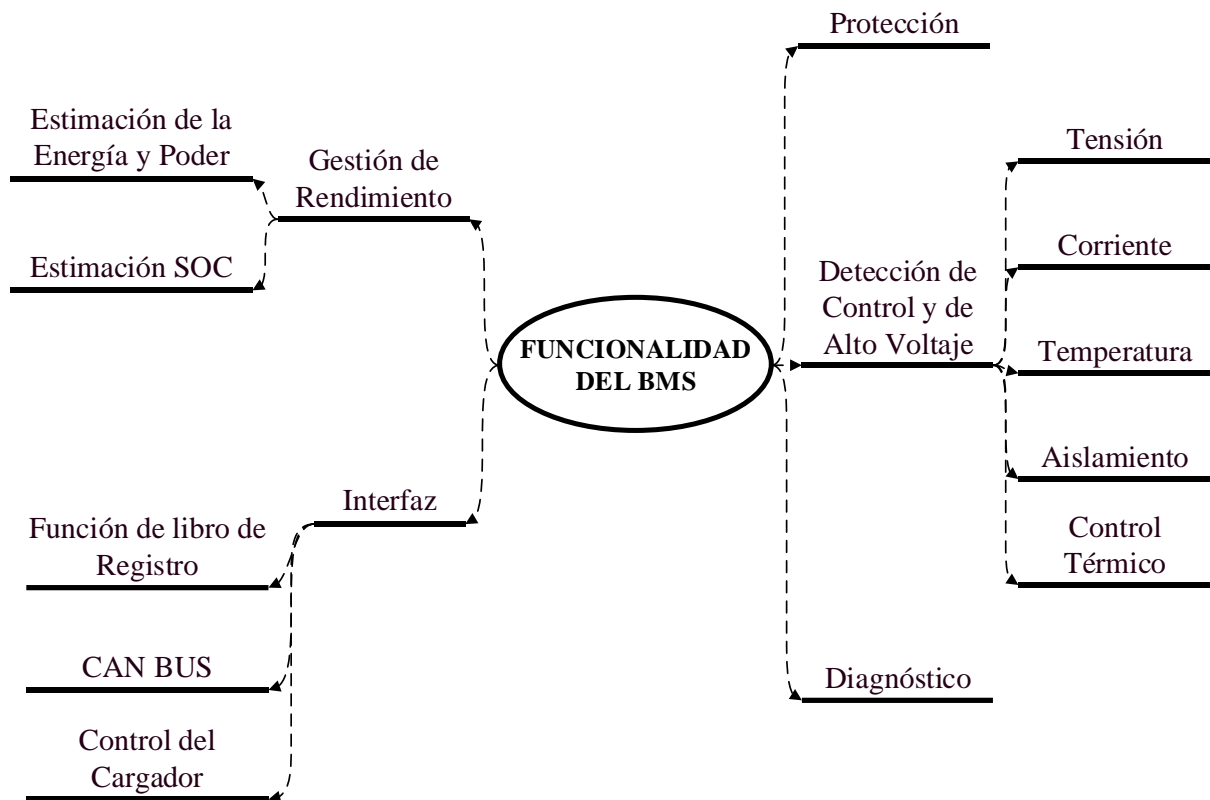 Protección
Estimación de la
Energía y Poder
Gestión de
Rendimiento
Tensión
Estimación SOC
Corriente
Detección de
Control y de
Alto Voltaje
FUNCIONALIDAD
DEL BMS
Temperatura
Aislamiento
Interfaz
Función de libro de
Registro
Control
Térmico
CAN BUS
Diagnóstico
Control del
Cargador